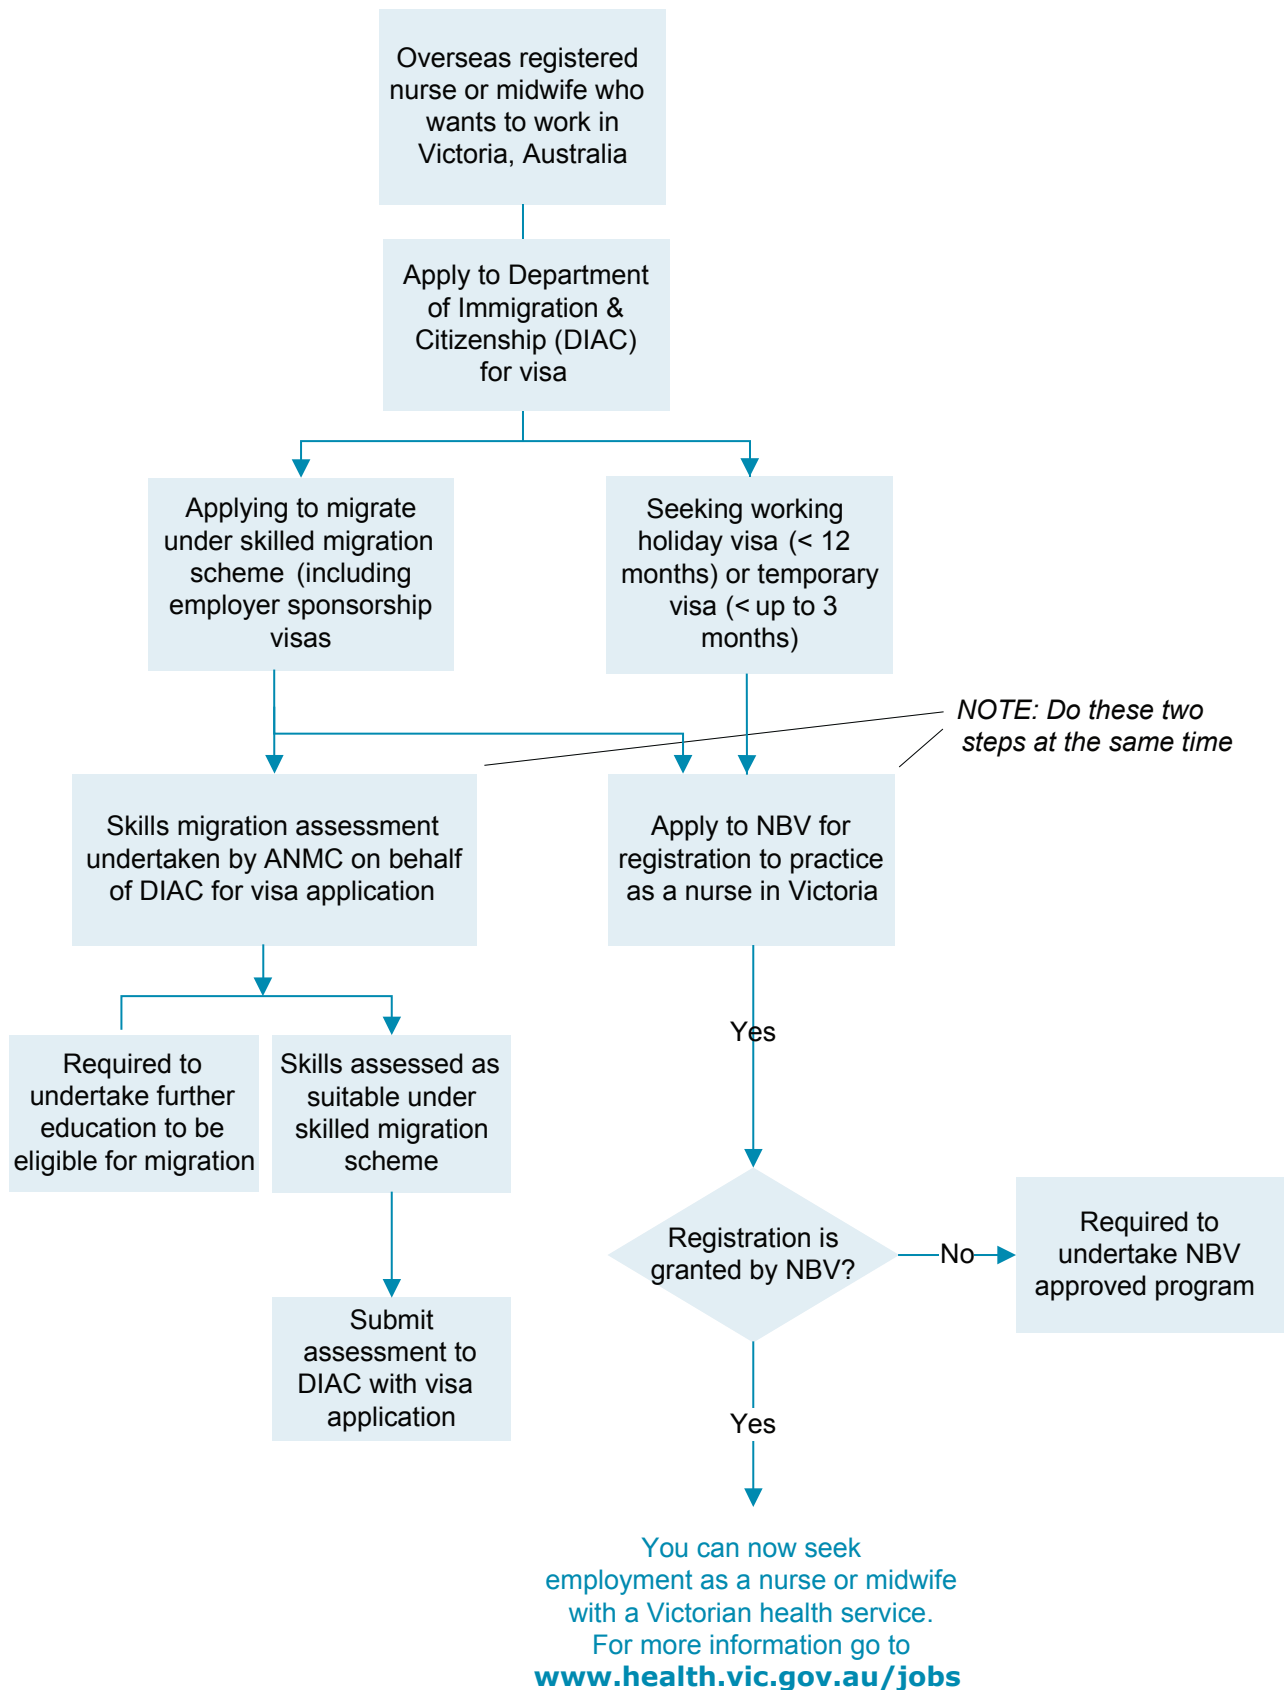 Overseas registered
nurse or midwife who
wants to work in
Victoria, Australia
Apply to Department
of Immigration &
Citizenship (DIAC)
for visa
Applying to migrate
under skilled migration
scheme (including
employer sponsorship
visas
Seeking working
holiday visa (< 12
months) or temporary
visa (< up to 3
months)
NOTE: Do these two
steps at the same time
Skills migration assessment
undertaken by ANMC on behalf
of DIAC for visa application
Apply to NBV for
registration to practice
as a nurse in Victoria
Yes
Required to
undertake further
education to be
eligible for migration
Skills assessed as
suitable under
skilled migration
scheme
Registration is
granted by NBV?
No
Required to
undertake NBV
approved program
Submit
assessment to
DIAC with visa
application
Yes
You can now seek
employment as a nurse or midwife
with a Victorian health service.
For more information go to
www.health.vic.gov.au/jobs